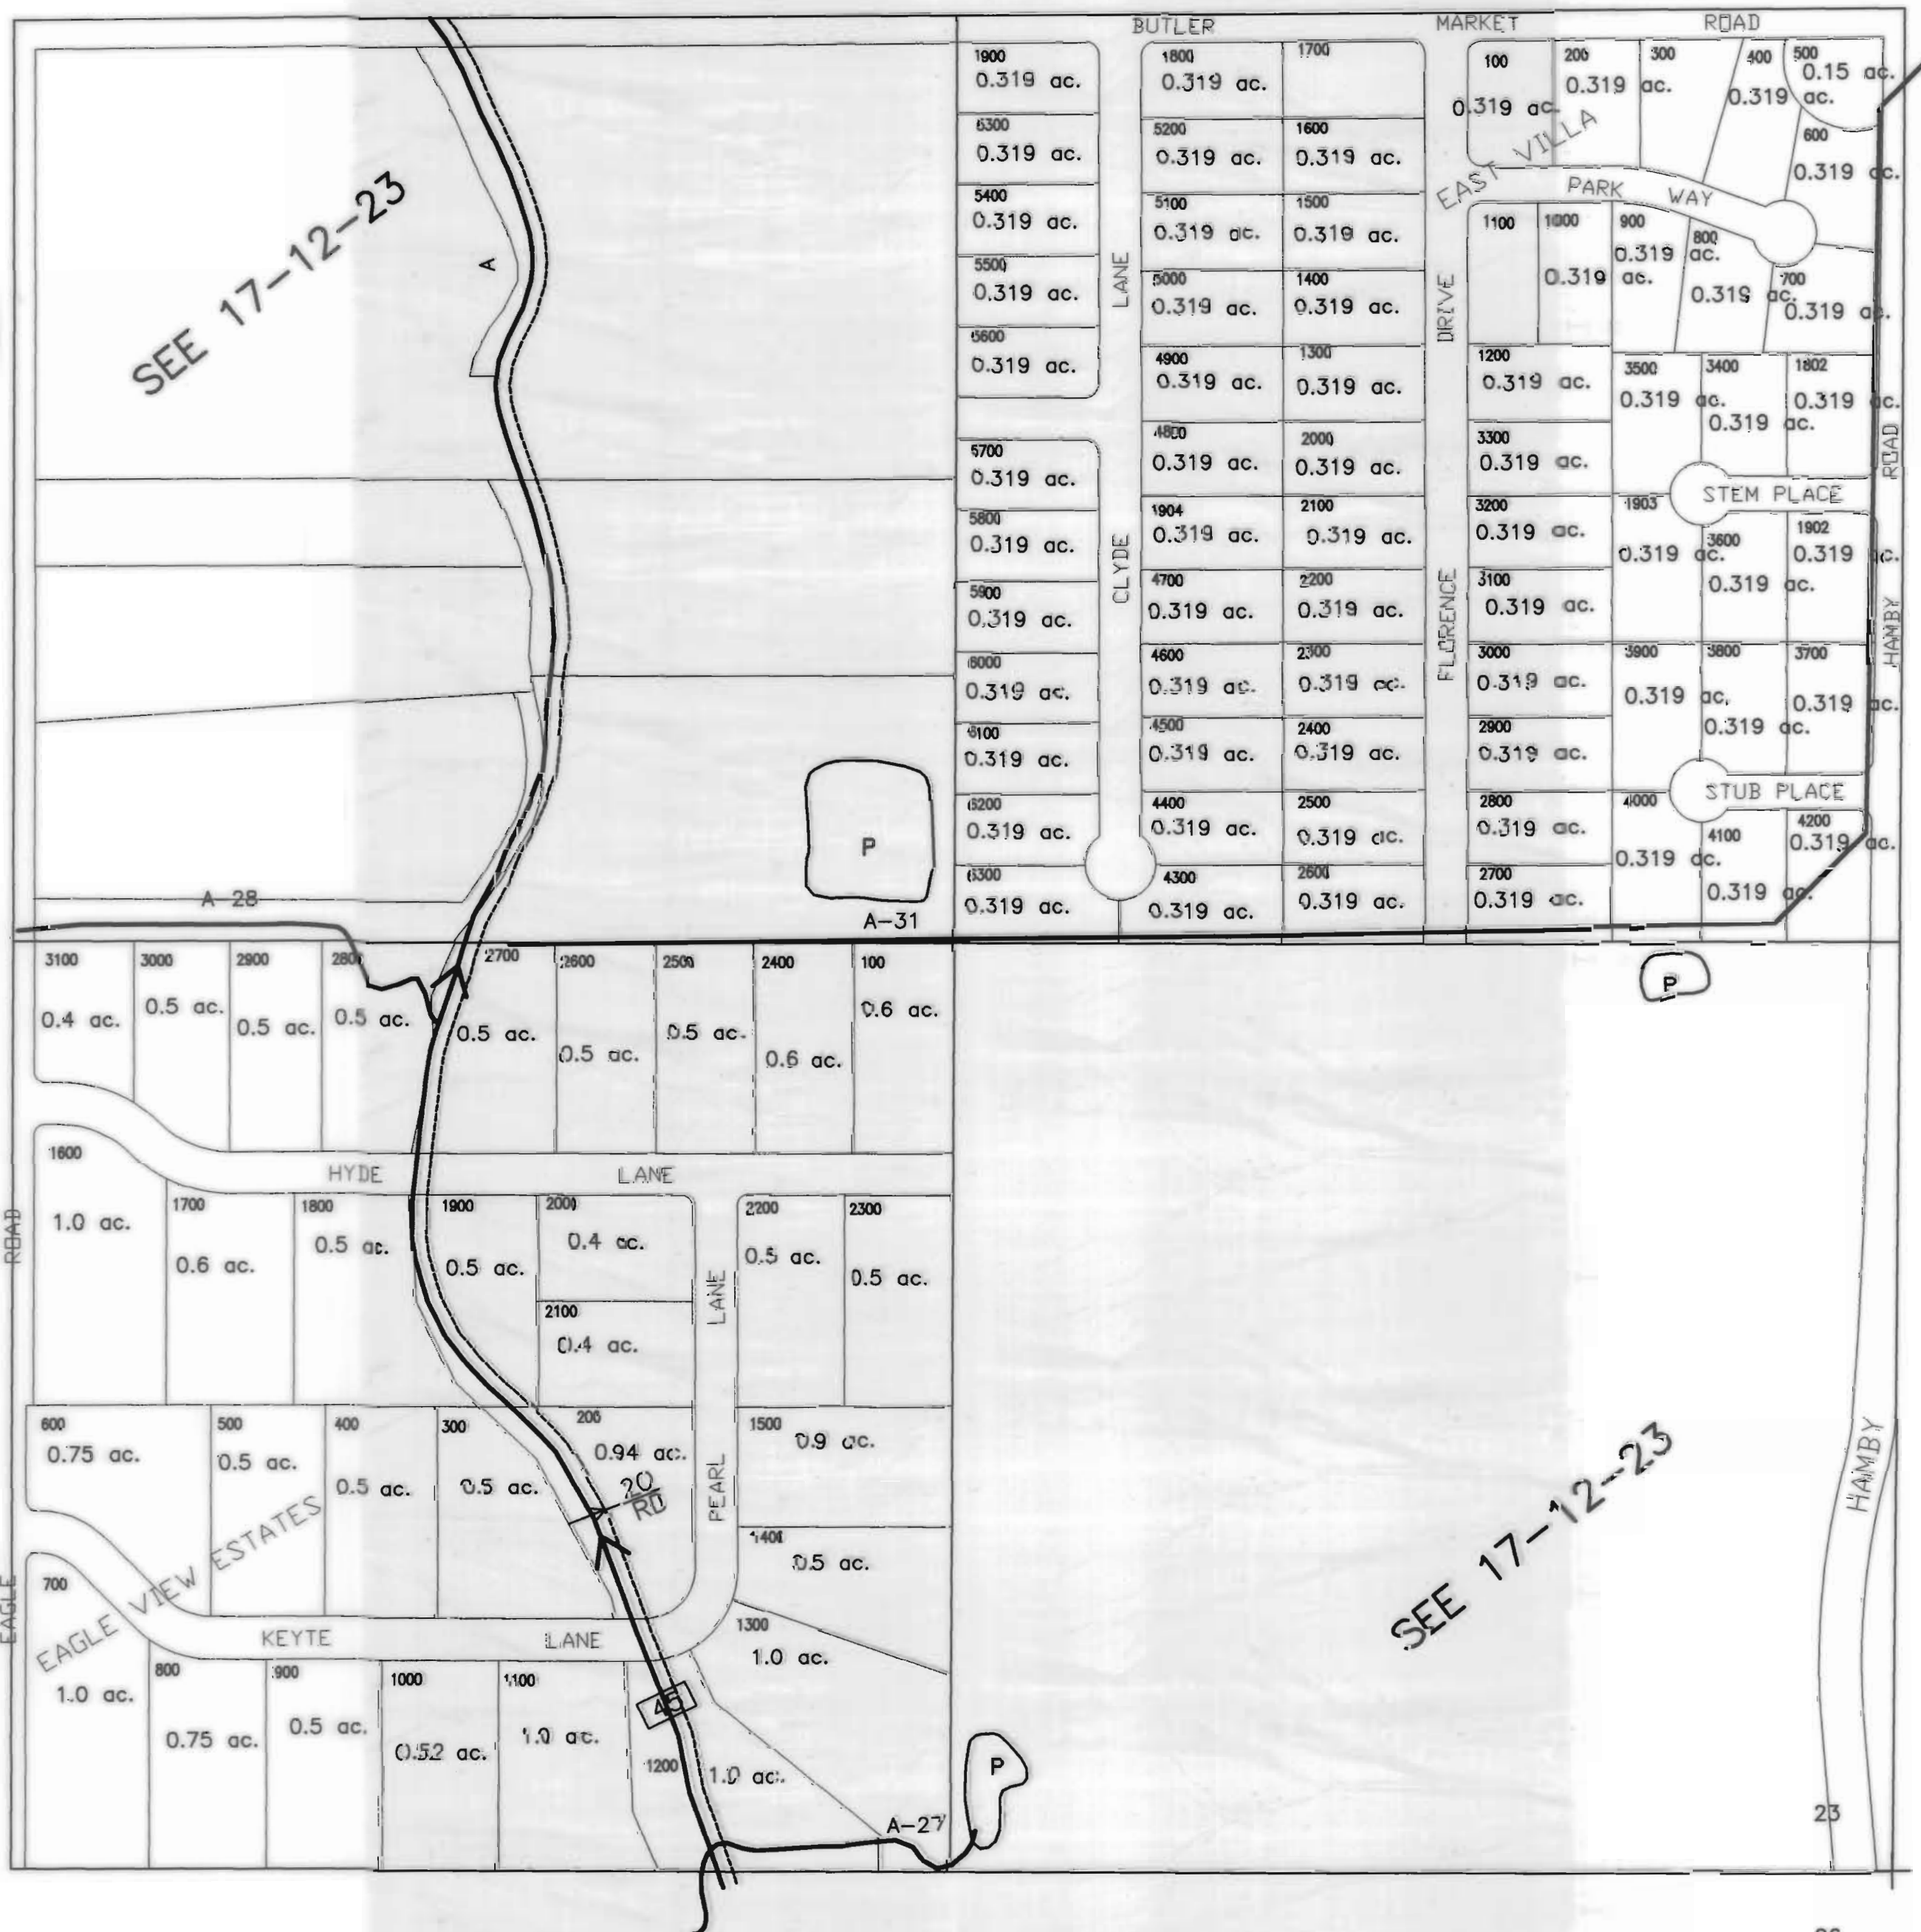 BUTLER MARKET ROAD
1900
0.319 ac.
1800
0.319 ac.
1700
100
0.319 ac.
200
0.319 ac.
300
400
0.319 ac.
500
0.15 ac.
600
0.319 ac.
5200
0.319 ac.
1600
0.319 ac.
0.319 ac.
EAST VILLA
PARK WAY
5400
0.319 ac.
5100
0.319 ac.
1500
0.319 ac.
1100
1000
0.319 ac.
900
0.319 ac.
800
0.319 ac.
700
0.319 ac.
SEE 17-12-23
A
5500
0.319 ac.
5000
0.319 ac.
1400
0.319 ac.
LANE
DRIVE
5600
0.319 ac.
4900
0.319 ac.
1300
0.319 ac.
1200
0.319 ac.
3500
0.319 ac.
3400
0.319 ac.
1802
0.319 ac.
5700
0.319 ac.
4800
0.319 ac.
2000
0.319 ac.
3300
0.319 ac.
ROAD
STEM PLACE
5800
0.319 ac.
1904
0.319 ac.
2100
0.319 ac.
3200
0.319 ac.
1903
0.319 ac.
3600
0.319 ac.
1902
0.319 ac.
CLYDE
FLORENCE
HAMBY
5900
0.319 ac.
4700
0.319 ac.
2200
0.319 ac.
3100
0.319 ac.
6000
0.319 ac.
4600
0.319 ac.
2300
0.319 ac.
3000
0.319 ac.
3900
0.319 ac.
3800
0.319 ac.
3700
0.319 ac.
6100
0.319 ac.
4500
0.319 ac.
2400
0.319 ac.
2900
0.319 ac.
STUB PLACE
P
6200
0.319 ac.
4400
0.319 ac.
2500
0.319 ac.
2800
0.319 ac.
4000
0.319 ac.
4100
0.319 ac.
4200
0.319 ac.
6300
0.319 ac.
4300
0.319 ac.
2600
0.319 ac.
2700
0.319 ac.
A-28
A-31
3100
0.4 ac.
3000
0.5 ac.
2900
0.5 ac.
0.5 ac.
2700
0.5 ac.
2600
0.5 ac.
2500
0.5 ac.
2400
0.6 ac.
100
0.6 ac.
P
HYDE LANE
1600
1.0 ac.
1700
0.6 ac.
1800
0.5 ac.
1900
0.5 ac.
2000
0.4 ac.
2100
0.4 ac.
2200
0.5 ac.
2300
0.5 ac.
ROAD
LANE
600
0.75 ac.
500
0.5 ac.
400
0.5 ac.
300
0.5 ac.
200
0.94 ac.
1500
0.9 ac.
20
RD
PEARL
1400
0.5 ac.
EAGLE VIEW ESTATES
EAGLE
700
1.0 ac.
KEYTE LANE
1300
1.0 ac.
800
0.75 ac.
900
0.5 ac.
1000
0.52 ac.
1100
1.0 ac.
45
1200
1.0 ac.
P
A-27
SEE 17-12-23
HAMBY
23